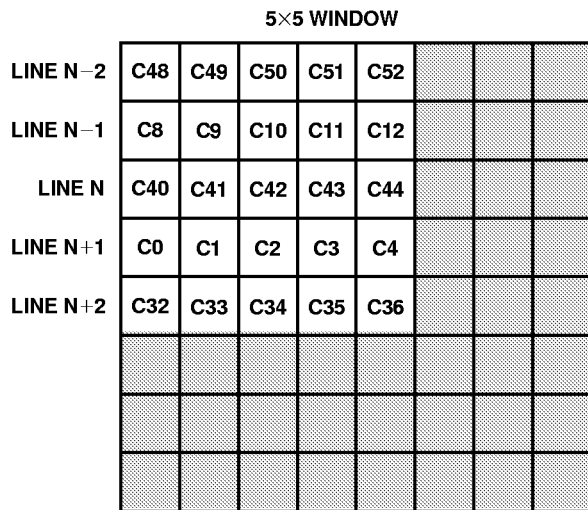 5×5 WINDOW
LINE N−2 C48 C49 C50 C51 C52
LINE N−1 C8 C9 C10 C11 C12
LINE N C40 C41 C42 C43 C44
LINE N+1 C0 C1 C2 C3 C4
LINE N+2 C32 C33 C34 C35 C36